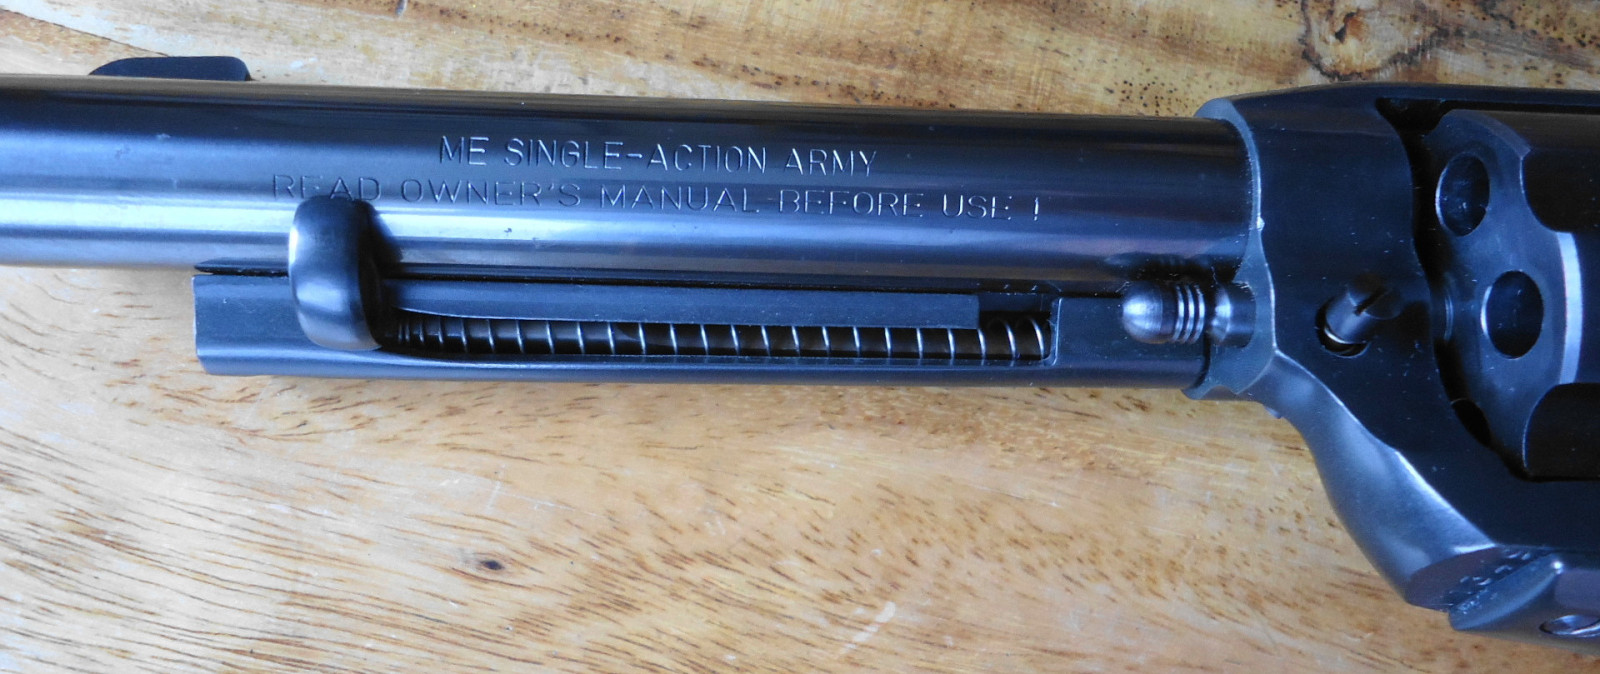 ME SINGLE-ACTION ARMY
READ OWNER'S MANUAL BEFORE USE !